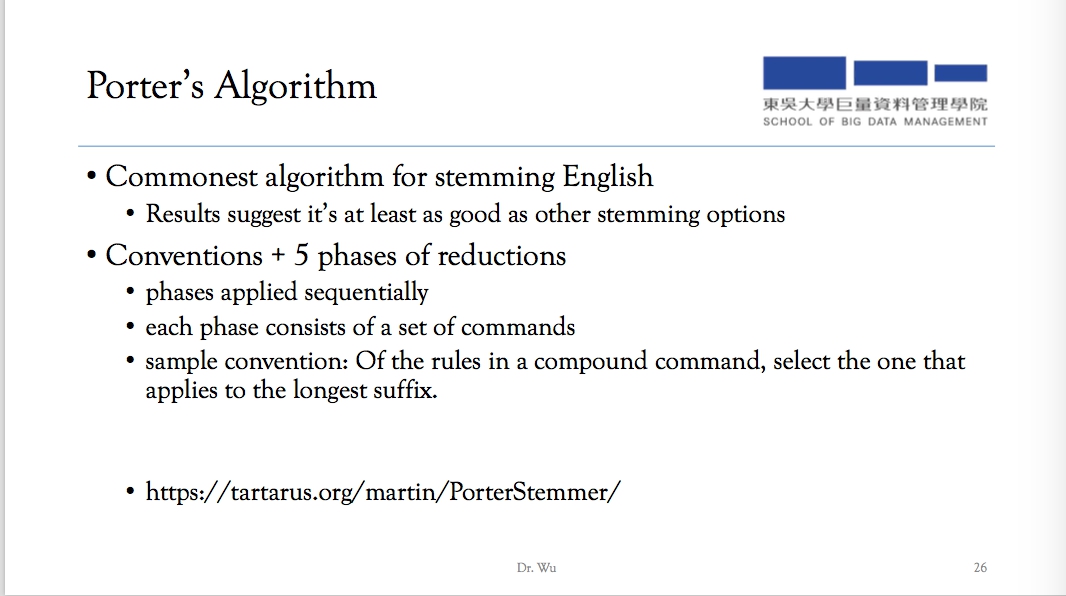 Porter’s Algorithm
東吳大學巨量資料管理學院
SCHOOL OF BIG DATA MANAGEMENT
• Commonest algorithm for stemming English
• Results suggest it’s at least as good as other stemming options
• Conventions + 5 phases of reductions
• phases applied sequentially
• each phase consists of a set of commands
• sample convention: Of the rules in a compound command, select the one that
applies to the longest suffix.
• https://tartarus.org/martin/PorterStemmer/
Dr. Wu
26